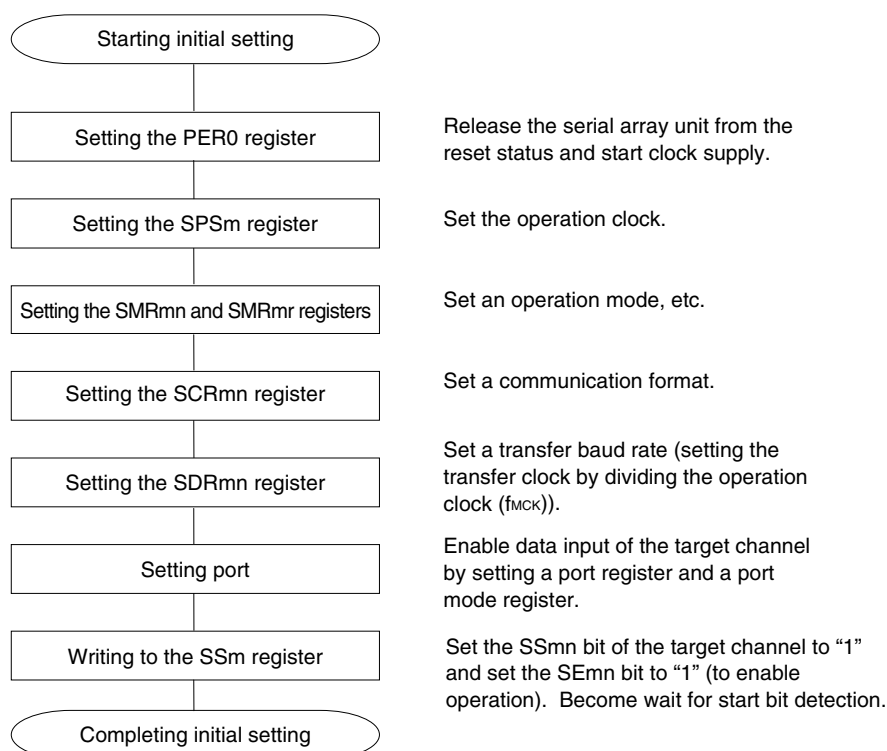 Starting initial setting
Setting the PER0 register
Release the serial array unit from the
reset status and start clock supply.
Setting the SPSm register
Set the operation clock.
Setting the SMRmn and SMRmr registers
Set an operation mode, etc.
Setting the SCRmn register
Set a communication format.
Setting the SDRmn register
Set a transfer baud rate (setting the
transfer clock by dividing the operation
clock (fMCK)).
Setting port
Enable data input of the target channel
by setting a port register and a port
mode register.
Writing to the SSm register
Set the SSmn bit of the target channel to “1”
and set the SEmn bit to “1” (to enable
operation). Become wait for start bit detection.
Completing initial setting